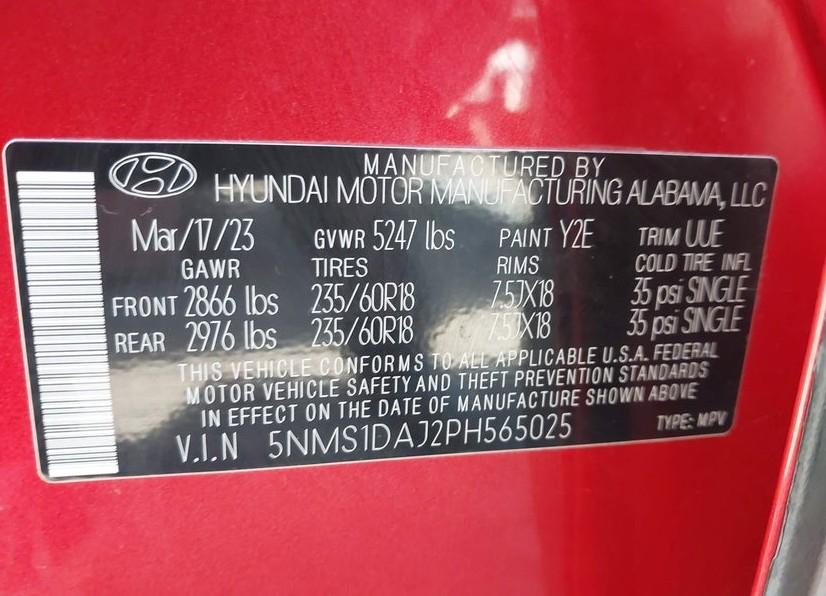 MANUFACTURED BY
HYUNDAI MOTOR MANUFACTURING ALABAMA, LLC
Mar/17/23 GVWR 5247 lbs PAINT Y2E TRIM UUE
GAWR TIRES RIMS COLD TIRE INFL
FRONT 2866 lbs 235/60R18 7.5JX18 35 psi SINGLE
REAR 2976 lbs 235/60R18 7.5JX18 35 psi SINGLE
THIS VEHICLE CONFORMS TO ALL APPLICABLE U.S.A. FEDERAL
MOTOR VEHICLE SAFETY AND THEFT PREVENTION STANDARDS
IN EFFECT ON THE DATE OF MANUFACTURE SHOWN ABOVE
V.I.N 5NMS1DAJ2PH565025 TYPE: MPV